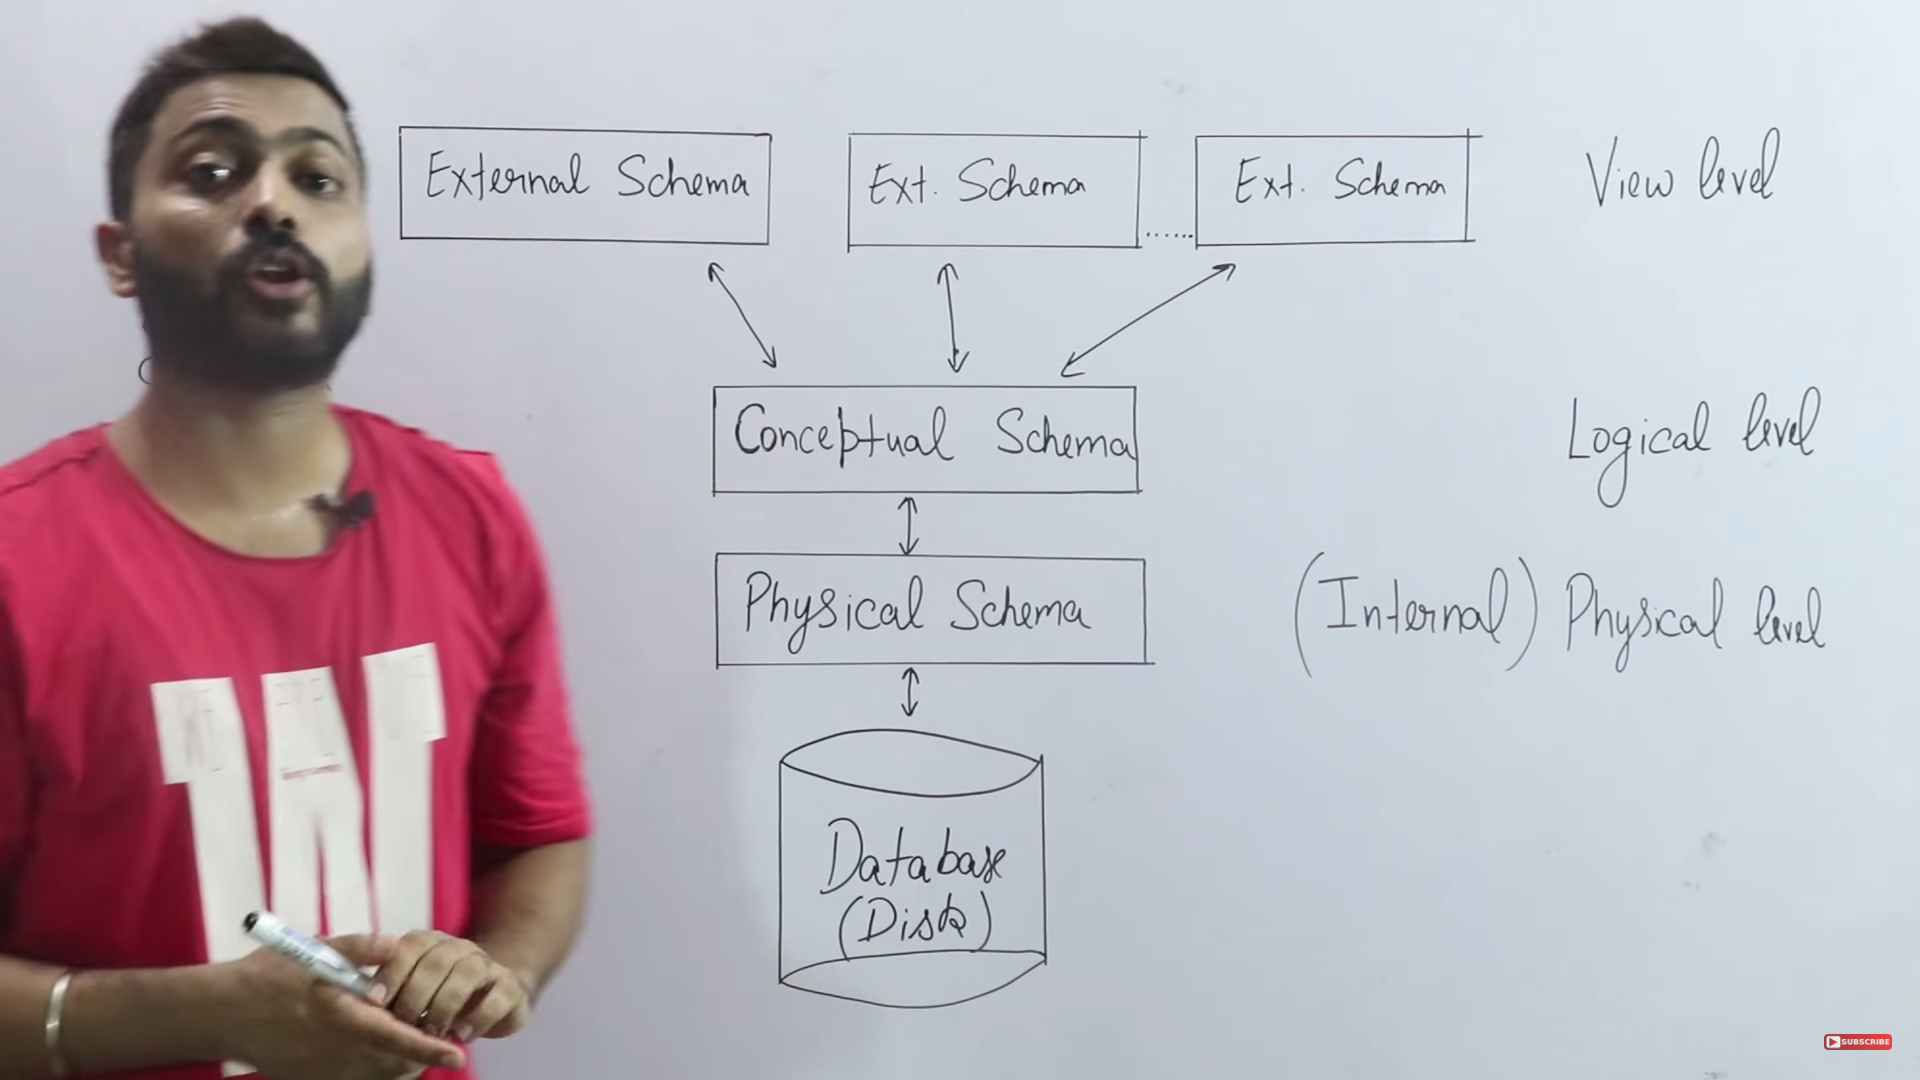 External Schema
Ext. Schema
......
Ext. Schema
View level
Conceptual Schema
Logical level
Physical Schema
(Internal) Physical level
Database
(Disk)
SUBSCRIBE